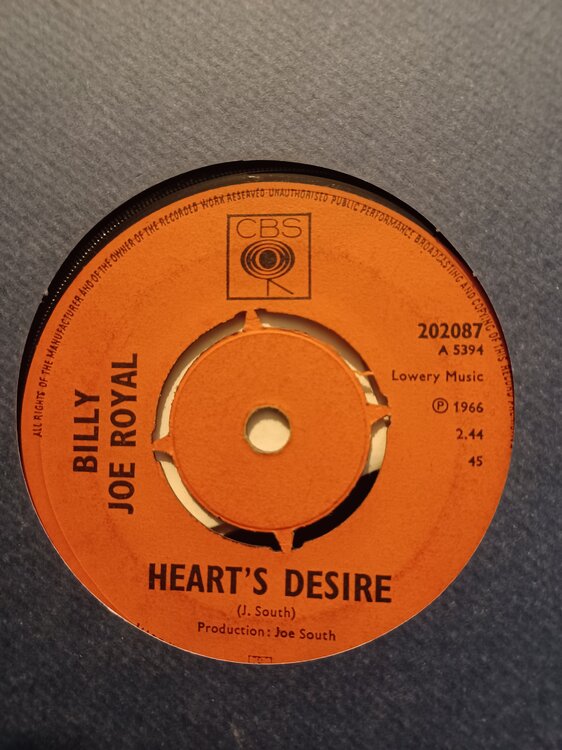 ALL RIGHTS OF THE MANUFACTURER AND OF THE OWNER OF THE RECORDED WORK RESERVED UNAUTHORISED PUBLIC PERFORMANCE BROADCASTING AND COPYING OF THIS RECORD
CBS
202087
A 5394
Lowery Music
℗ 1966
2.44
45
BILLY
JOE ROYAL
HEART'S DESIRE
(J. South)
Production: Joe South